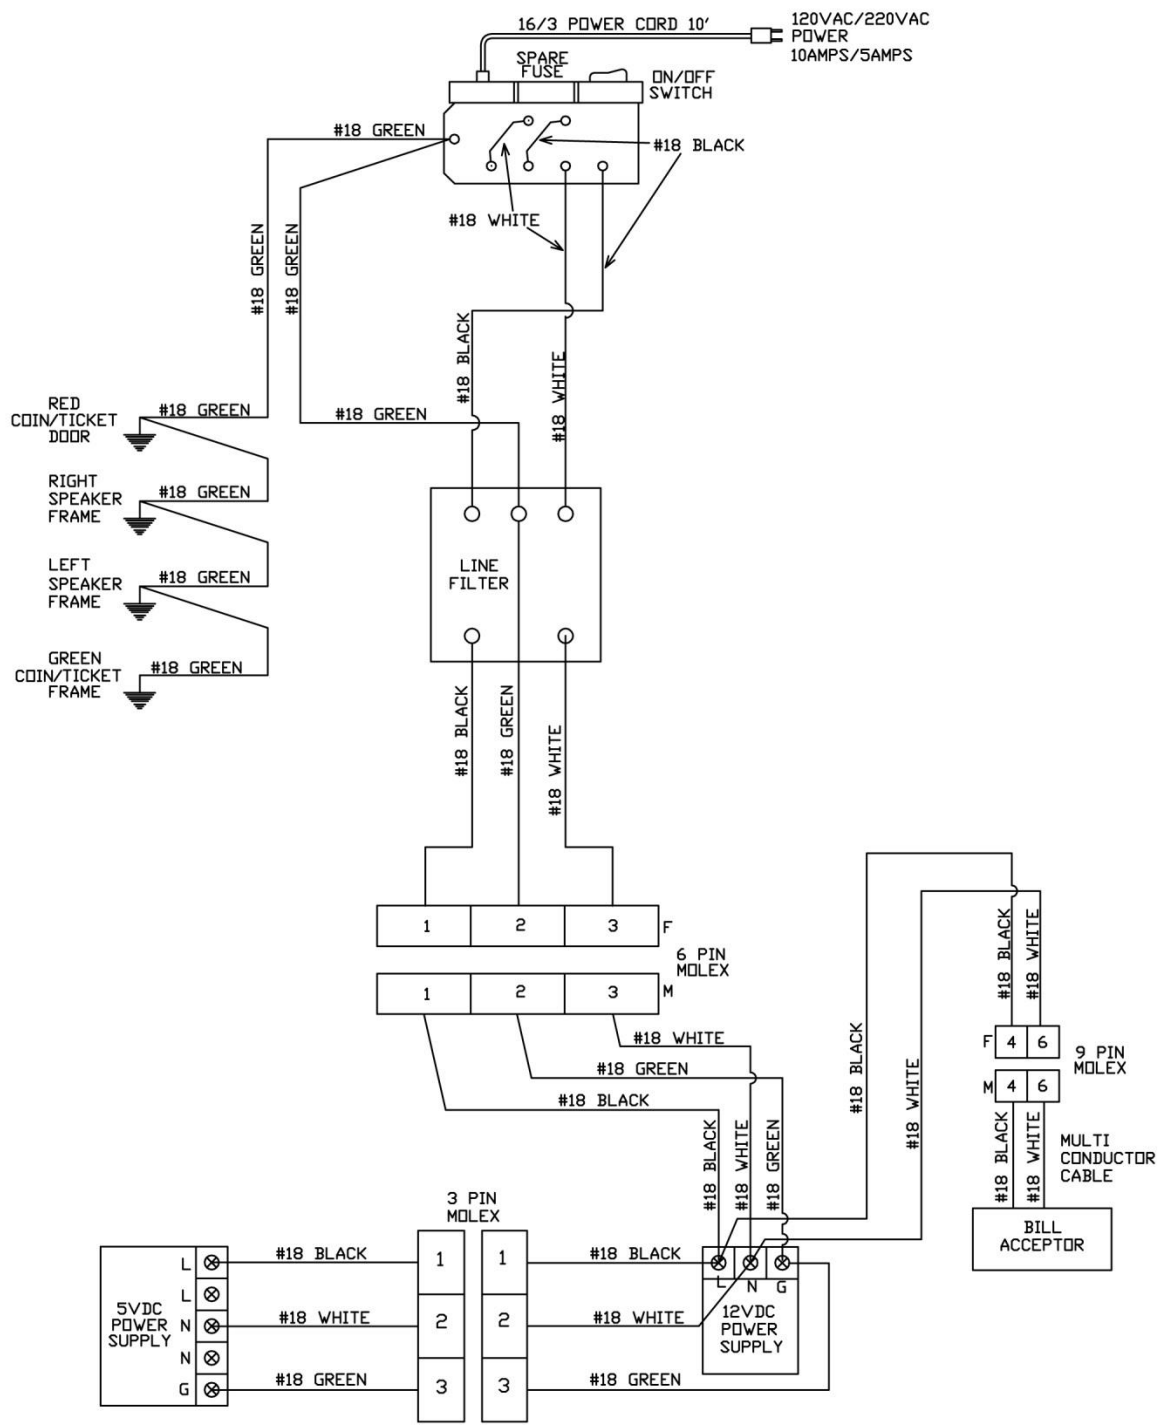 16/3 POWER CORD 10'
120VAC/220VAC
POWER
10AMPS/5AMPS
SPARE
FUSE
ON/OFF
SWITCH
#18 GREEN
#18 BLACK
#18 WHITE
#18 GREEN
#18 GREEN
#18 BLACK
#18 WHITE
RED
COIN/TICKET
DOOR
#18 GREEN
#18 GREEN
RIGHT
SPEAKER
FRAME
#18 GREEN
LEFT
SPEAKER
FRAME
#18 GREEN
GREEN
COIN/TICKET
FRAME
#18 GREEN
LINE
FILTER
#18 BLACK
#18 GREEN
#18 WHITE
1
2
3
F
6 PIN
MOLEX
1
2
3
M
#18 WHITE
#18 GREEN
#18 BLACK
#18 BLACK
#18 WHITE
#18 GREEN
#18 BLACK
#18 WHITE
#18 BLACK
#18 WHITE
F
4
6
9 PIN
MOLEX
M
4
6
#18 BLACK
#18 WHITE
MULTI
CONDUCTOR
CABLE
BILL
ACCEPTOR
3 PIN
MOLEX
5VDC
POWER
SUPPLY
L
L
N
N
G
#18 BLACK
#18 WHITE
#18 GREEN
1
2
3
1
2
3
#18 BLACK
#18 WHITE
#18 GREEN
L
N
G
12VDC
POWER
SUPPLY